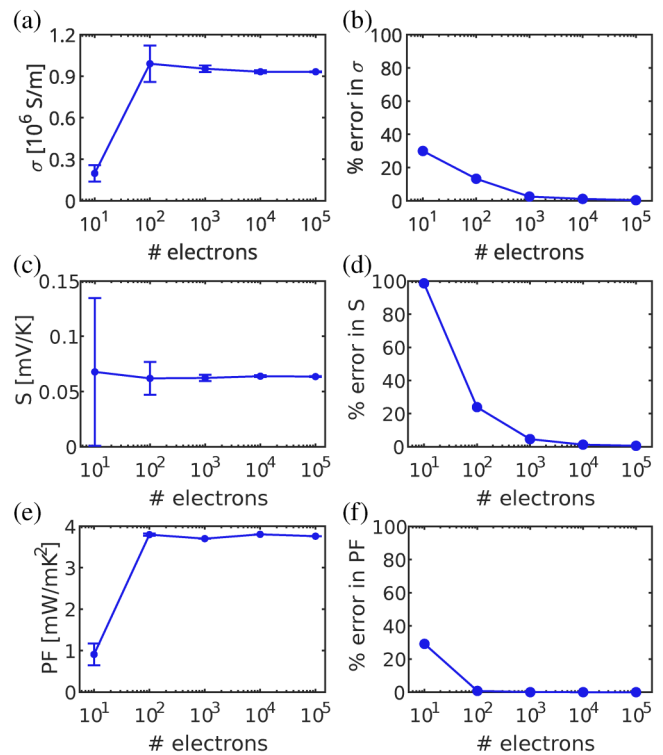 (a)
1.2
0.9
0.6
0.3
0
σ [10⁶ S/m]
10¹ 10² 10³ 10⁴ 10⁵
# electrons
(b)
100
80
60
40
20
0
% error in σ
10¹ 10² 10³ 10⁴ 10⁵
# electrons
(c)
0.15
0.1
0.05
0
S [mV/K]
10¹ 10² 10³ 10⁴ 10⁵
# electrons
(d)
100
80
60
40
20
0
% error in S
10¹ 10² 10³ 10⁴ 10⁵
# electrons
(e)
4
3
2
1
0
PF [mW/mK²]
10¹ 10² 10³ 10⁴ 10⁵
# electrons
(f)
100
80
60
40
20
0
% error in PF
10¹ 10² 10³ 10⁴ 10⁵
# electrons